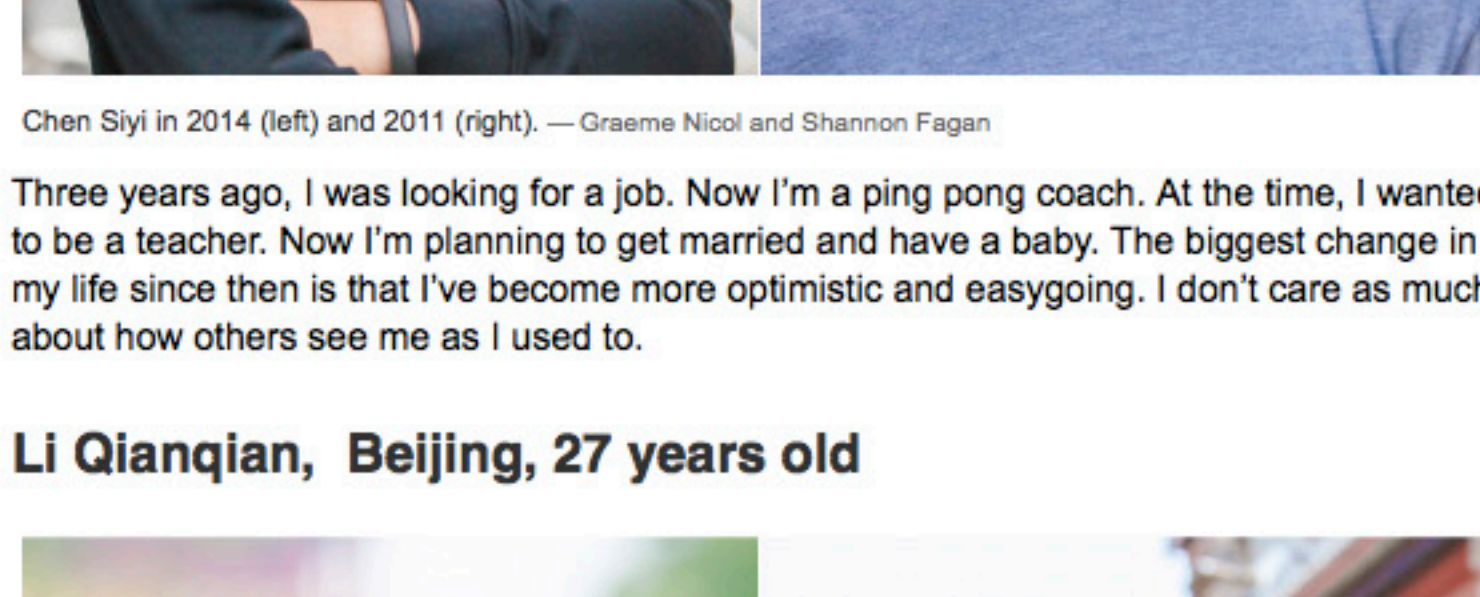 Chen Siyi in 2014 (left) and 2011 (right). — Graeme Nicol and Shannon Fagan
Three years ago, I was looking for a job. Now I’m a ping pong coach. At the time, I wanted
to be a teacher. Now I’m planning to get married and have a baby. The biggest change in
my life since then is that I’ve become more optimistic and easygoing. I don’t care as much
about how others see me as I used to.
Li Qianqian,  Beijing, 27 years old